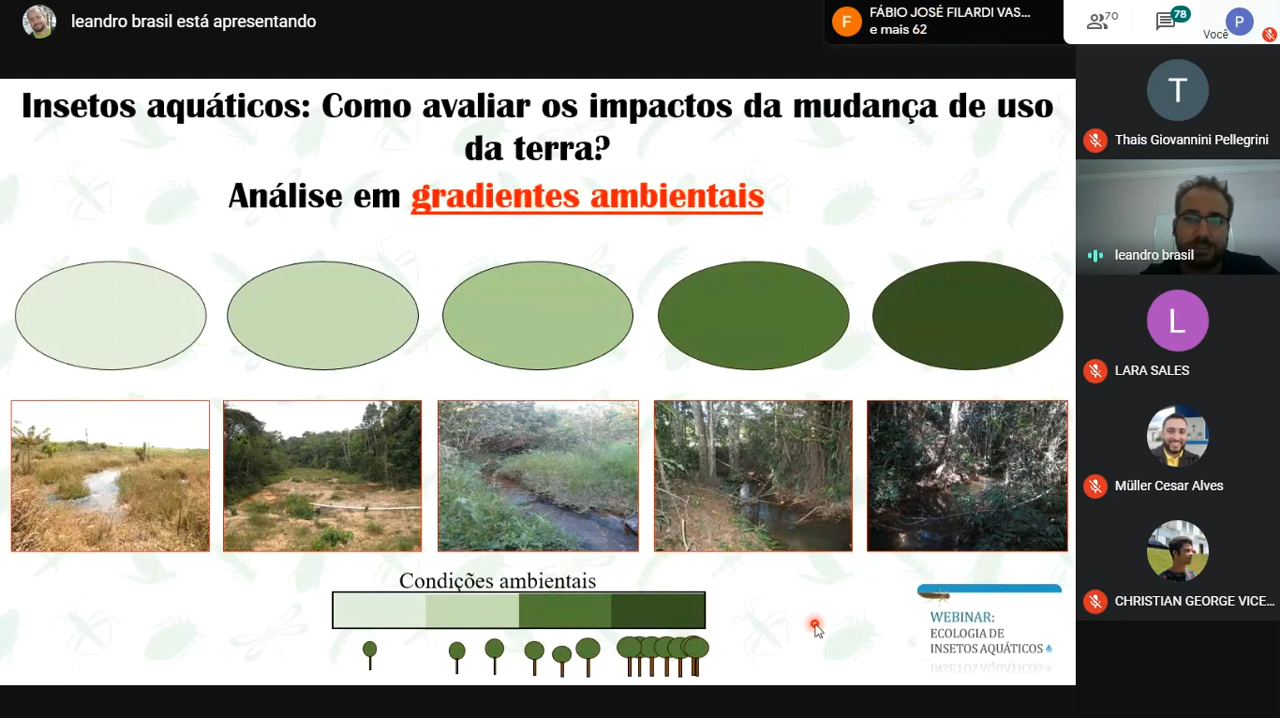 leandro brasil está apresentando
FÁBIO JOSÉ FILARDI VAS...
e mais 62
F
70
78
Você
P
Insetos aquáticos: Como avaliar os impactos da mudança de uso
da terra?
Análise em gradientes ambientais
T
Thais Giovannini Pellegrini
leandro brasil
L
LARA SALES
Müller Cesar Alves
CHRISTIAN GEORGE VICE...
Condições ambientais
WEBINAR:
ECOLOGIA DE
INSETOS AQUÁTICOS